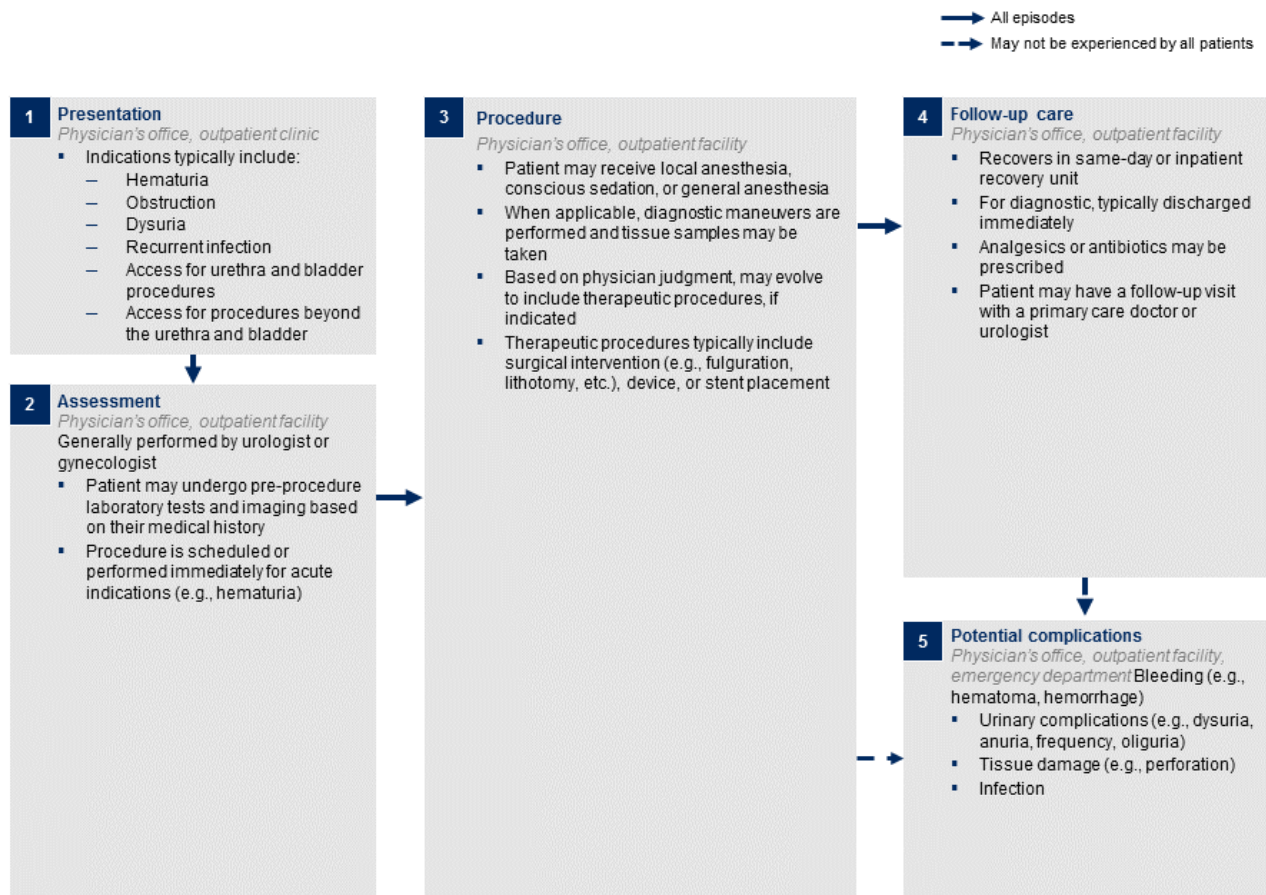 All episodes
May not be experienced by all patients
1
Presentation
Physician's office, outpatient clinic
▪ Indications typically include:
– Hematuria
– Obstruction
– Dysuria
– Recurrent infection
– Access for urethra and bladder
procedures
– Access for procedures beyond
the urethra and bladder
2
Assessment
Physician's office, outpatient facility
Generally performed by urologist or
gynecologist
▪ Patient may undergo pre-procedure
laboratory tests and imaging based
on their medical history
▪ Procedure is scheduled or
performed immediately for acute
indications (e.g., hematuria)
3
Procedure
Physician's office, outpatient facility
▪ Patient may receive local anesthesia,
conscious sedation, or general anesthesia
▪ When applicable, diagnostic maneuvers are
performed and tissue samples may be
taken
▪ Based on physician judgment, may evolve
to include therapeutic procedures, if
indicated
▪ Therapeutic procedures typically include
surgical intervention (e.g., fulguration,
lithotomy, etc.), device, or stent placement
4
Follow-up care
Physician's office, outpatient facility
▪ Recovers in same-day or inpatient
recovery unit
▪ For diagnostic, typically discharged
immediately
▪ Analgesics or antibiotics may be
prescribed
▪ Patient may have a follow-up visit
with a primary care doctor or
urologist
5
Potential complications
Physician's office, outpatient facility,
emergency department Bleeding (e.g.,
hematoma, hemorrhage)
▪ Urinary complications (e.g., dysuria,
anuria, frequency, oliguria)
▪ Tissue damage (e.g., perforation)
▪ Infection